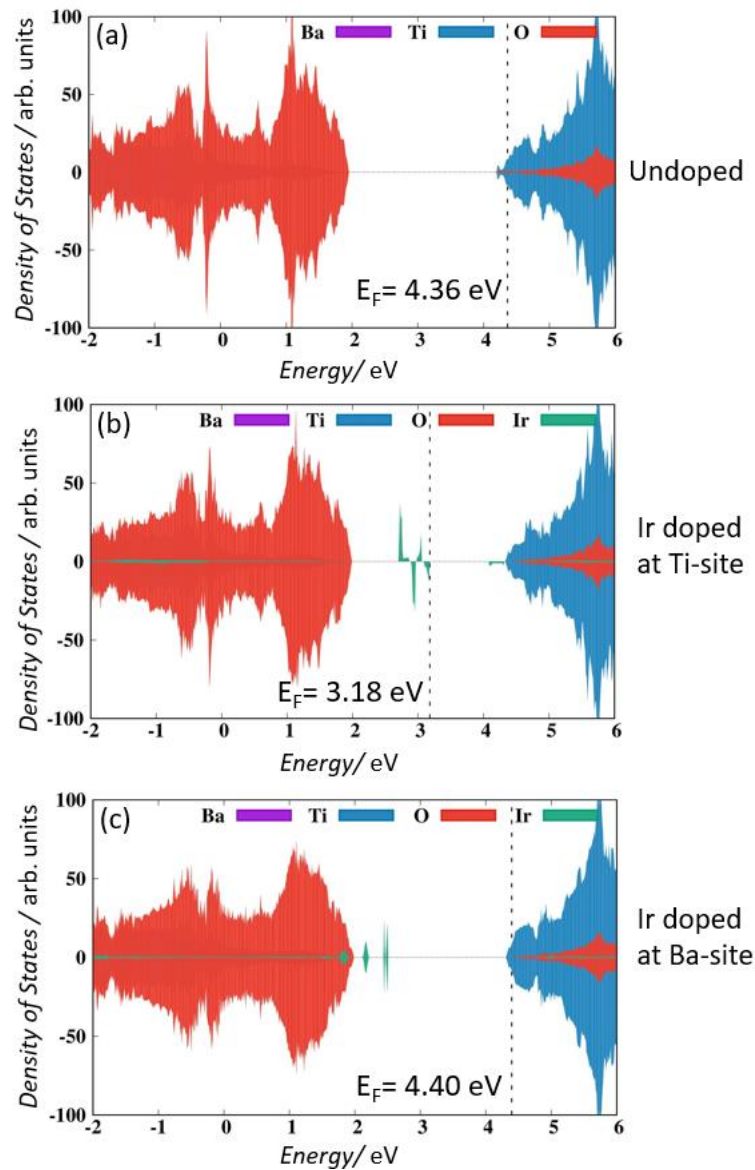 (a)
Ba Ti O
100
50
0
-50
-100
Density of States / arb. units
E_F= 4.36 eV
-2 -1 0 1 2 3 4 5 6
Energy/ eV
Undoped
(b)
Ba Ti O Ir
100
50
0
-50
-100
Density of States / arb. units
E_F= 3.18 eV
-2 -1 0 1 2 3 4 5 6
Energy/ eV
Ir doped
at Ti-site
(c)
Ba Ti O Ir
100
50
0
-50
-100
Density of States / arb. units
E_F= 4.40 eV
-2 -1 0 1 2 3 4 5 6
Energy/ eV
Ir doped
at Ba-site